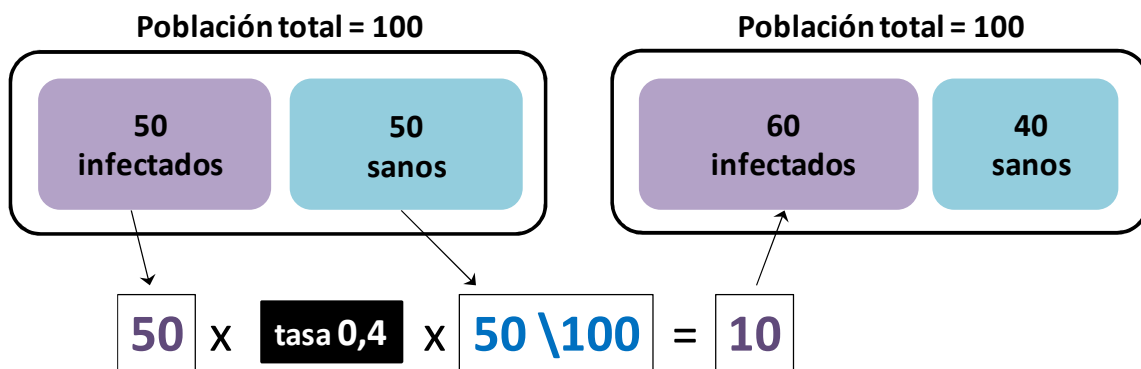 Población total = 100
Población total = 100
50
infectados
50
sanos
60
infectados
40
sanos
50 x tasa 0,4 x 50 \100 = 10